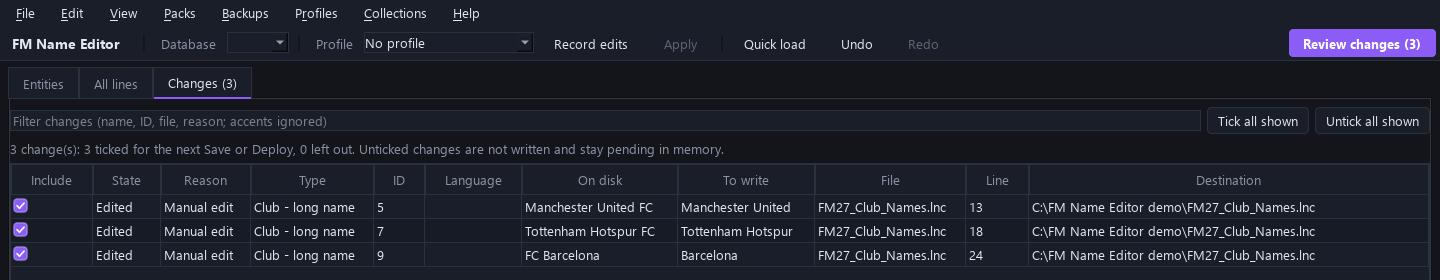 File Edit View Packs Backups Profiles Collections Help
FM Name Editor Database Profile No profile Record edits Apply Quick load Undo Redo Review changes (3)
Entities All lines Changes (3)
Filter changes (name, ID, file, reason; accents ignored) Tick all shown Untick all shown
3 change(s): 3 ticked for the next Save or Deploy, 0 left out. Unticked changes are not written and stay pending in memory.
Include State Reason Type ID Language On disk To write File Line Destination
Edited Manual edit Club - long name 5 Manchester United FC Manchester United FM27_Club_Names.lnc 13 C:\FM Name Editor demo\FM27_Club_Names.lnc
Edited Manual edit Club - long name 7 Tottenham Hotspur FC Tottenham Hotspur FM27_Club_Names.lnc 18 C:\FM Name Editor demo\FM27_Club_Names.lnc
Edited Manual edit Club - long name 9 FC Barcelona Barcelona FM27_Club_Names.lnc 24 C:\FM Name Editor demo\FM27_Club_Names.lnc